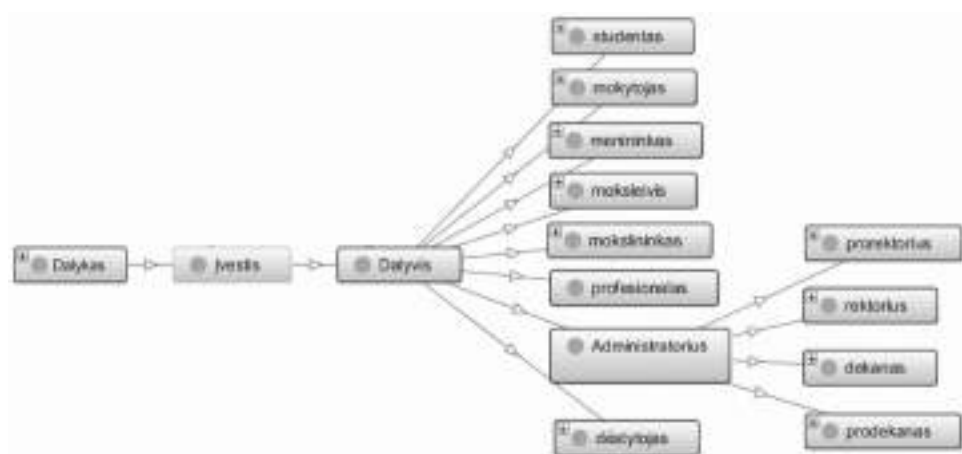 studentas
mokytojas
menininkas
moksleivis
mokslininkas
prorektorius
Dalykas
Įvestis
Dalyvis
profesionalas
rektorius
Administratorius
dekanas
dėstytojas
prodekanas